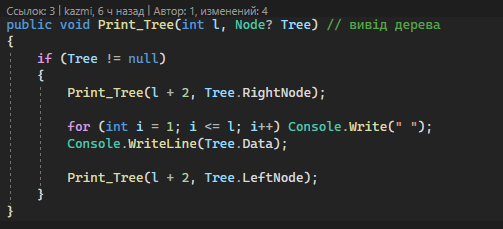 Ссылок: 3 | kazmi, 6 ч назад | Автор: 1, изменений: 4
public void Print_Tree(int l, Node? Tree) // вивід дерева
{
    if (Tree != null)
    {
        Print_Tree(l + 2, Tree.RightNode);

        for (int i = 1; i <= l; i++) Console.Write(" ");
        Console.WriteLine(Tree.Data);

        Print_Tree(l + 2, Tree.LeftNode);
    }
}